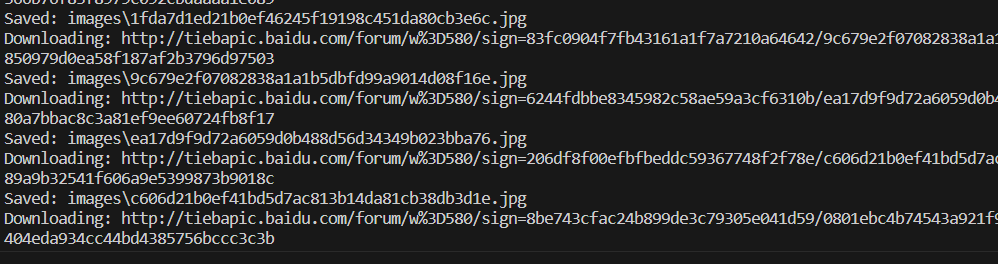 Saved: images\1fda7d1ed21b0ef46245f19198c451da80cb3e6c.jpg
Downloading: http://tiebapic.baidu.com/forum/w%3D580/sign=83fc0904f7fb43161a1f7a7210a64642/9c679e2f07082838a1a1
850979d0ea58f187af2b3796d97503
Saved: images\9c679e2f07082838a1a1b5dbfd99a9014d08f16e.jpg
Downloading: http://tiebapic.baidu.com/forum/w%3D580/sign=6244fdbbe8345982c58ae59a3cf6310b/ea17d9f9d72a6059d0b4
80a7bbac8c3a81ef9ee60724fb8f17
Saved: images\ea17d9f9d72a6059d0b488d56d34349b023bba76.jpg
Downloading: http://tiebapic.baidu.com/forum/w%3D580/sign=206df8f00efbfbeddc59367748f2f78e/c606d21b0ef41bd5d7ac
89a9b32541f606a9e5399873b9018c
Saved: images\c606d21b0ef41bd5d7ac813b14da81cb38db3d1e.jpg
Downloading: http://tiebapic.baidu.com/forum/w%3D580/sign=8be743cfac24b899de3c79305e041d59/0801ebc4b74543a921f9
404eda934cc44bd4385756bccc3c3b